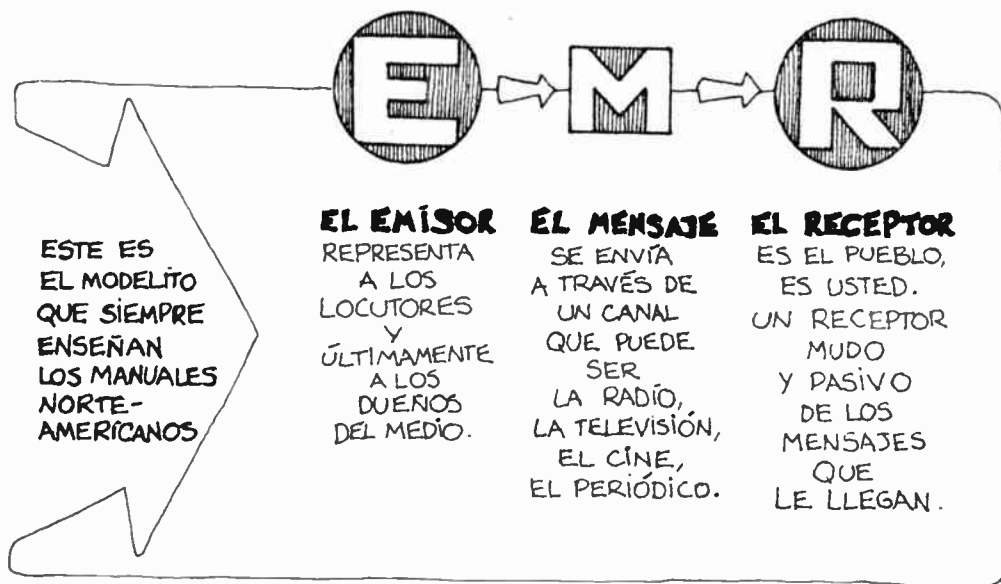 E M R
ESTE ES
EL MODELITO
QUE SIEMPRE
ENSEÑAN
LOS MANUALES
NORTE-
AMERICANOS
EL EMISOR
REPRESENTA
A LOS
LOCUTORES
Y
ÚLTIMAMENTE
A LOS
DUEÑOS
DEL MEDIO.
EL MENSAJE
SE ENVÍA
A TRAVÉS DE
UN CANAL
QUE PUEDE
SER
LA RADIO,
LA TELEVISIÓN,
EL CINE,
EL PERIÓDICO.
EL RECEPTOR
ES EL PUEBLO,
ES USTED.
UN RECEPTOR
MUDO
Y PASIVO
DE LOS
MENSAJES
QUE
LE LLEGAN.